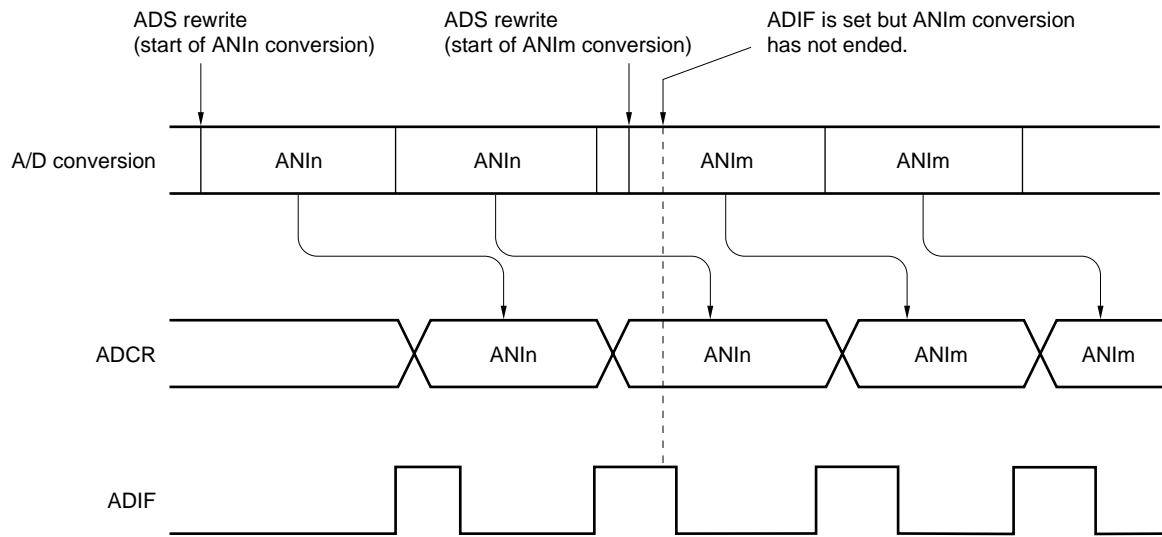 ADS rewrite
(start of ANIn conversion)
ADS rewrite
(start of ANIm conversion)
ADIF is set but ANIm conversion
has not ended.
A/D conversion
ANIn
ANIn
ANIm
ANIm
ADCR
ANIn
ANIn
ANIm
ANIm
ADIF